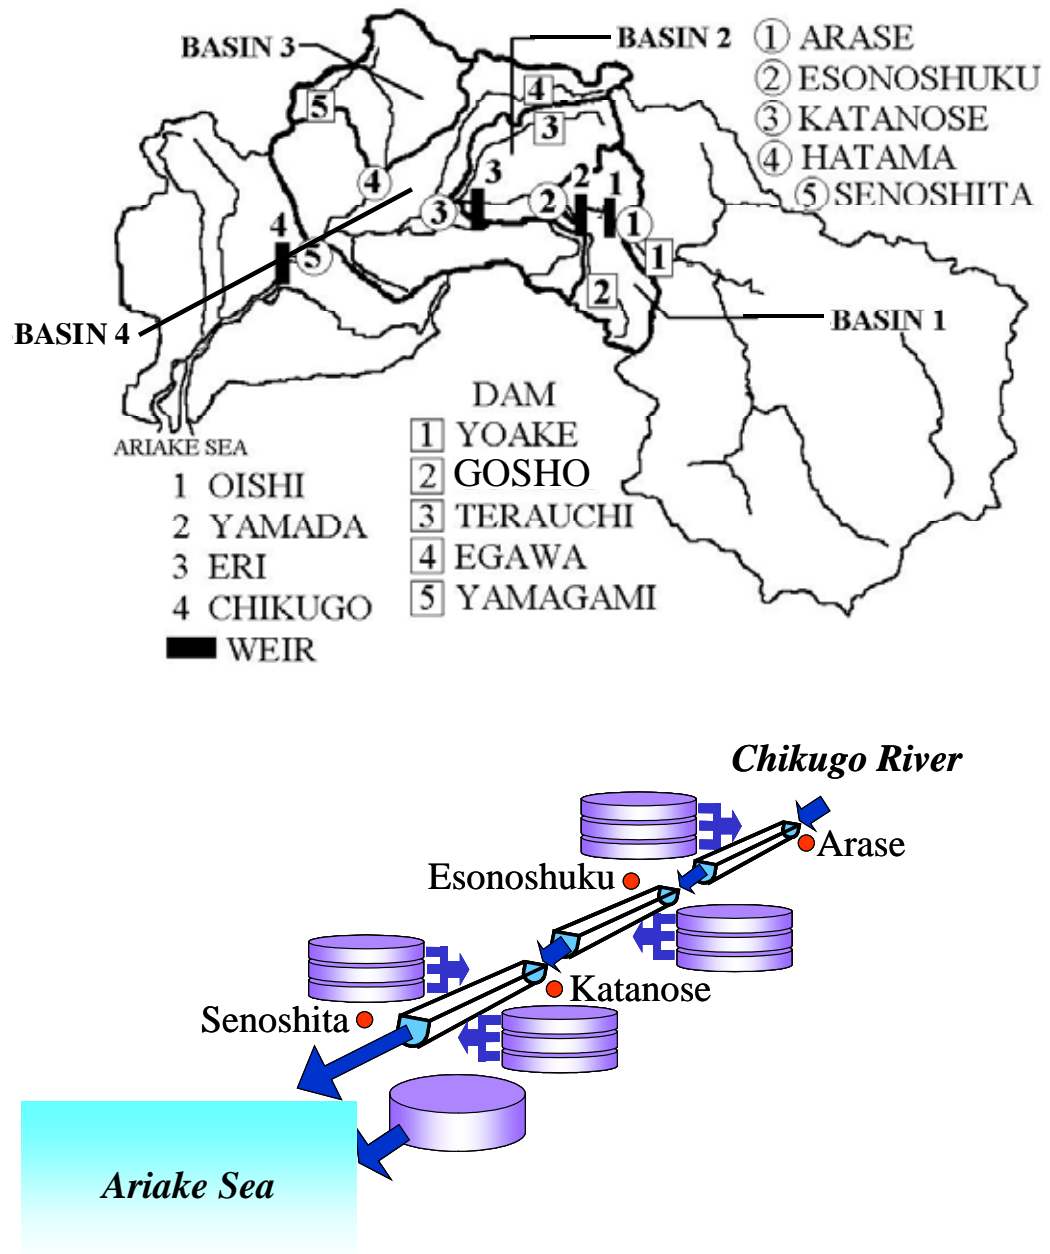 BASIN 3
BASIN 2
1 ARASE
2 ESONOSHUKU
3 KATANOSE
4 HATAMA
5 SENOSHITA
5
4
3
4
3
3
2
2
1
1
4
5
1
2
BASIN 4
BASIN 1
ARIAKE SEA
1 OISHI
2 YAMADA
3 ERI
4 CHIKUGO
WEIR
DAM
1 YOAKE
2 GOSHO
3 TERAUCHI
4 EGAWA
5 YAMAGAMI
Chikugo River
Arase
Esonoshuku
Katanose
Senoshita
Ariake Sea